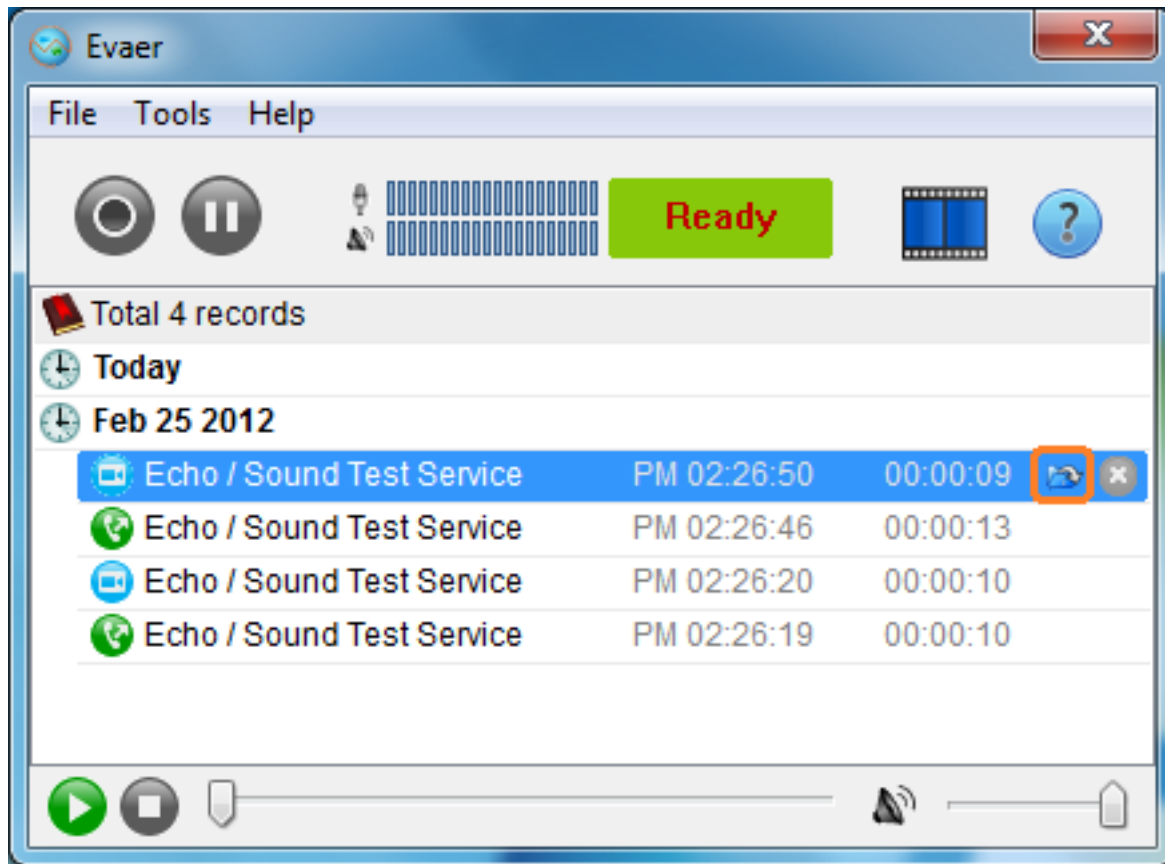 Evaer
File Tools Help
Ready
?
Total 4 records
Today
Feb 25 2012
Echo / Sound Test Service PM 02:26:50 00:00:09
Echo / Sound Test Service PM 02:26:46 00:00:13
Echo / Sound Test Service PM 02:26:20 00:00:10
Echo / Sound Test Service PM 02:26:19 00:00:10